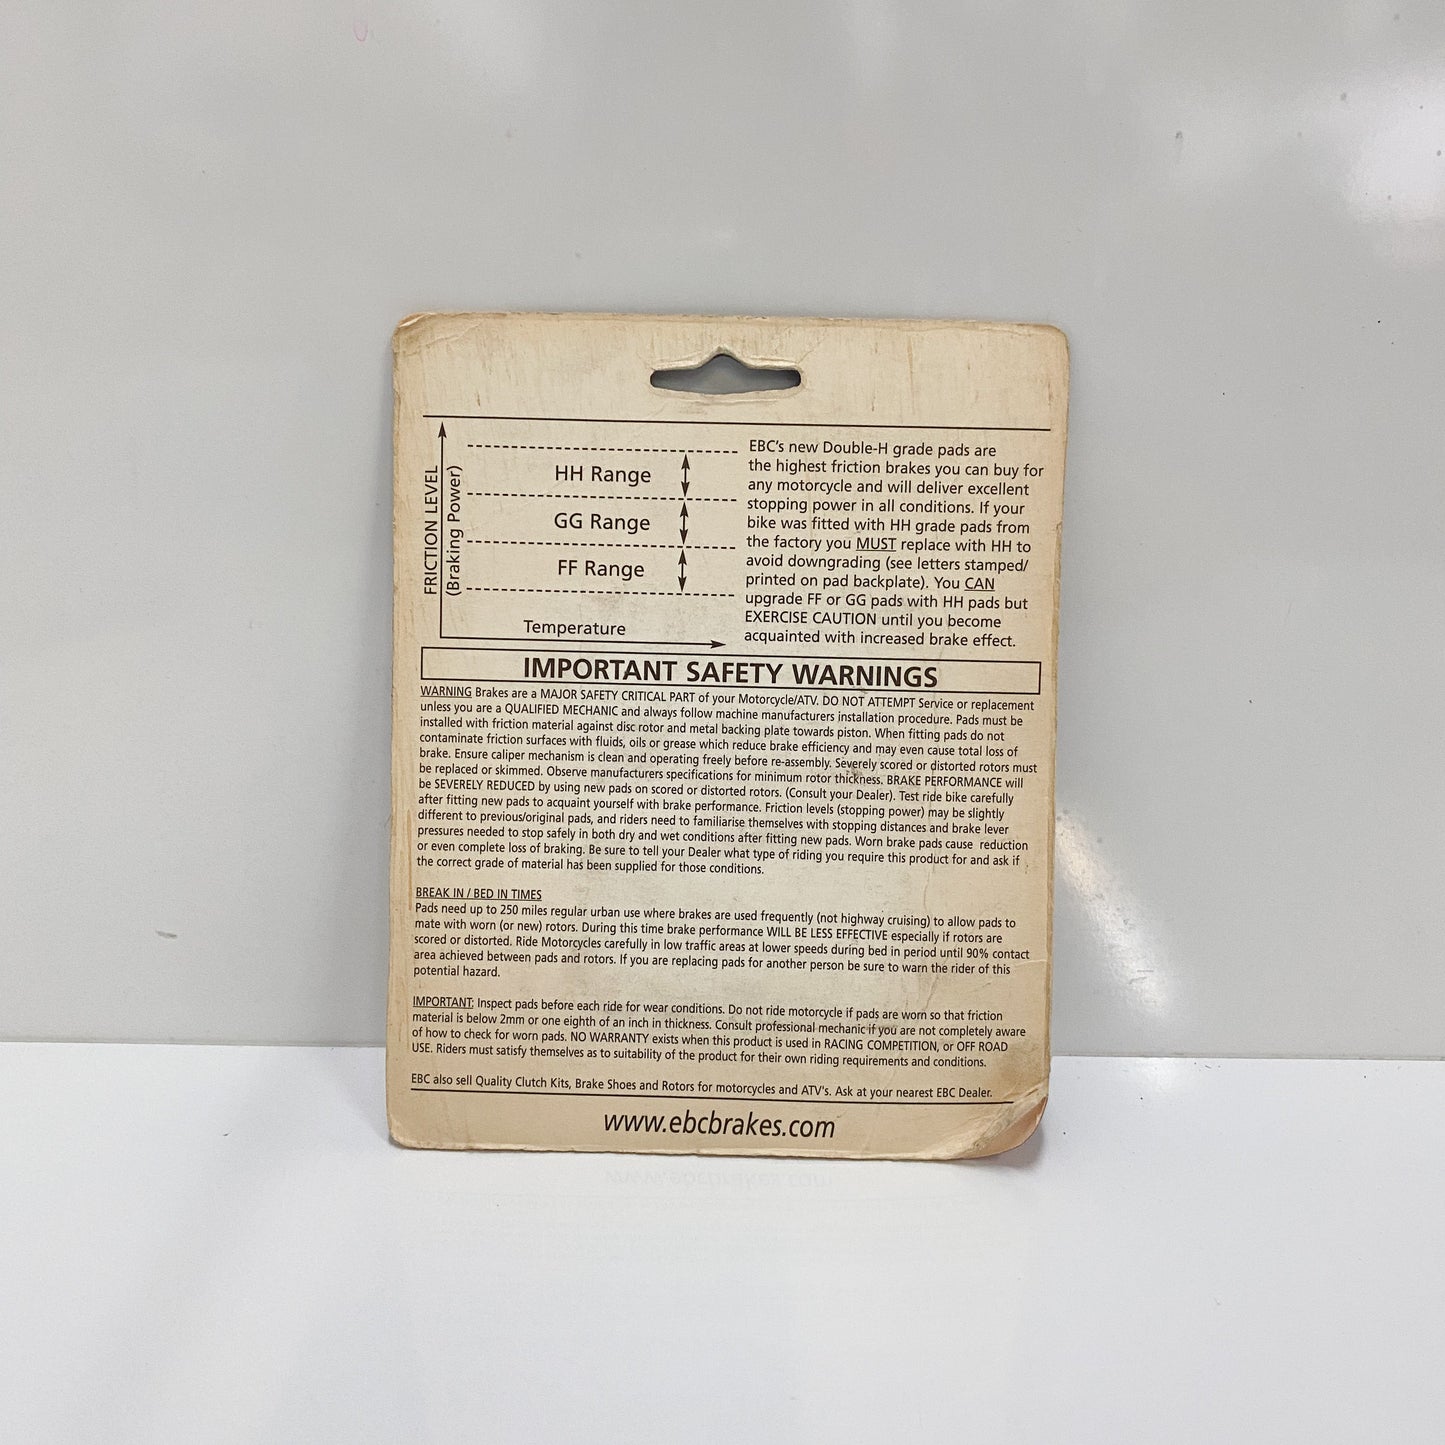 FRICTION LEVEL
(Braking Power)
HH Range
GG Range
FF Range
Temperature
EBC's new Double-H grade pads are
the highest friction brakes you can buy for
any motorcycle and will deliver excellent
stopping power in all conditions. If your
bike was fitted with HH grade pads from
the factory you MUST replace with HH to
avoid downgrading (see letters stamped/
printed on pad backplate). You CAN
upgrade FF or GG pads with HH pads but
EXERCISE CAUTION until you become
acquainted with increased brake effect.
IMPORTANT SAFETY WARNINGS
WARNING Brakes are a MAJOR SAFETY CRITICAL PART of your Motorcycle/ATV. DO NOT ATTEMPT Service or replacement
unless you are a QUALIFIED MECHANIC and always follow machine manufacturers installation procedure. Pads must be
installed with friction material against disc rotor and metal backing plate towards piston. When fitting pads do not
contaminate friction surfaces with fluids, oils or grease which reduce brake efficiency and may even cause total loss of
brake. Ensure caliper mechanism is clean and operating freely before re-assembly. Severely scored or distorted rotors must
be replaced or skimmed. Observe manufacturers specifications for minimum rotor thickness. BRAKE PERFORMANCE will
be SEVERELY REDUCED by using new pads on scored or distorted rotors. (Consult your Dealer). Test ride bike carefully
after fitting new pads to acquaint yourself with brake performance. Friction levels (stopping power) may be slightly
different to previous/original pads, and riders need to familiarise themselves with stopping distances and brake lever
pressures needed to stop safely in both dry and wet conditions after fitting new pads. Worn brake pads cause reduction
or even complete loss of braking. Be sure to tell your Dealer what type of riding you require this product for and ask if
the correct grade of material has been supplied for those conditions.
BREAK IN / BED IN TIMES
Pads need up to 250 miles regular urban use where brakes are used frequently (not highway cruising) to allow pads to
mate with worn (or new) rotors. During this time brake performance WILL BE LESS EFFECTIVE especially if rotors are
scored or distorted. Ride Motorcycles carefully in low traffic areas at lower speeds during bed in period until 90% contact
area achieved between pads and rotors. If you are replacing pads for another person be sure to warn the rider of this
potential hazard.
IMPORTANT: Inspect pads before each ride for wear conditions. Do not ride motorcycle if pads are worn so that friction
material is below 2mm or one eighth of an inch in thickness. Consult professional mechanic if you are not completely aware
of how to check for worn pads. NO WARRANTY exists when this product is used in RACING COMPETITION, or OFF ROAD
USE. Riders must satisfy themselves as to suitability of the product for their own riding requirements and conditions.
EBC also sell Quality Clutch Kits, Brake Shoes and Rotors for motorcycles and ATV's. Ask at your nearest EBC Dealer.
www.ebcbrakes.com